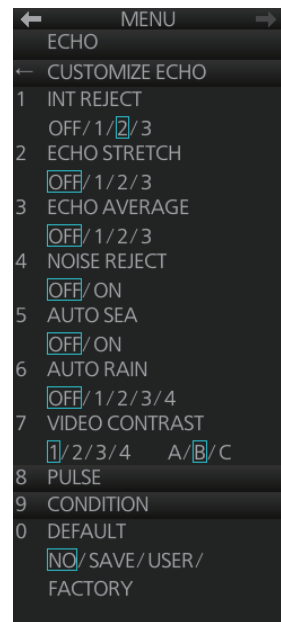 ← MENU →
ECHO
← CUSTOMIZE ECHO
1 INT REJECT
OFF/1/2/3
2 ECHO STRETCH
OFF/1/2/3
3 ECHO AVERAGE
OFF/1/2/3
4 NOISE REJECT
OFF/ON
5 AUTO SEA
OFF/ON
6 AUTO RAIN
OFF/1/2/3/4
7 VIDEO CONTRAST
1/2/3/4 A/B/C
8 PULSE
9 CONDITION
0 DEFAULT
NO/SAVE/USER/
FACTORY